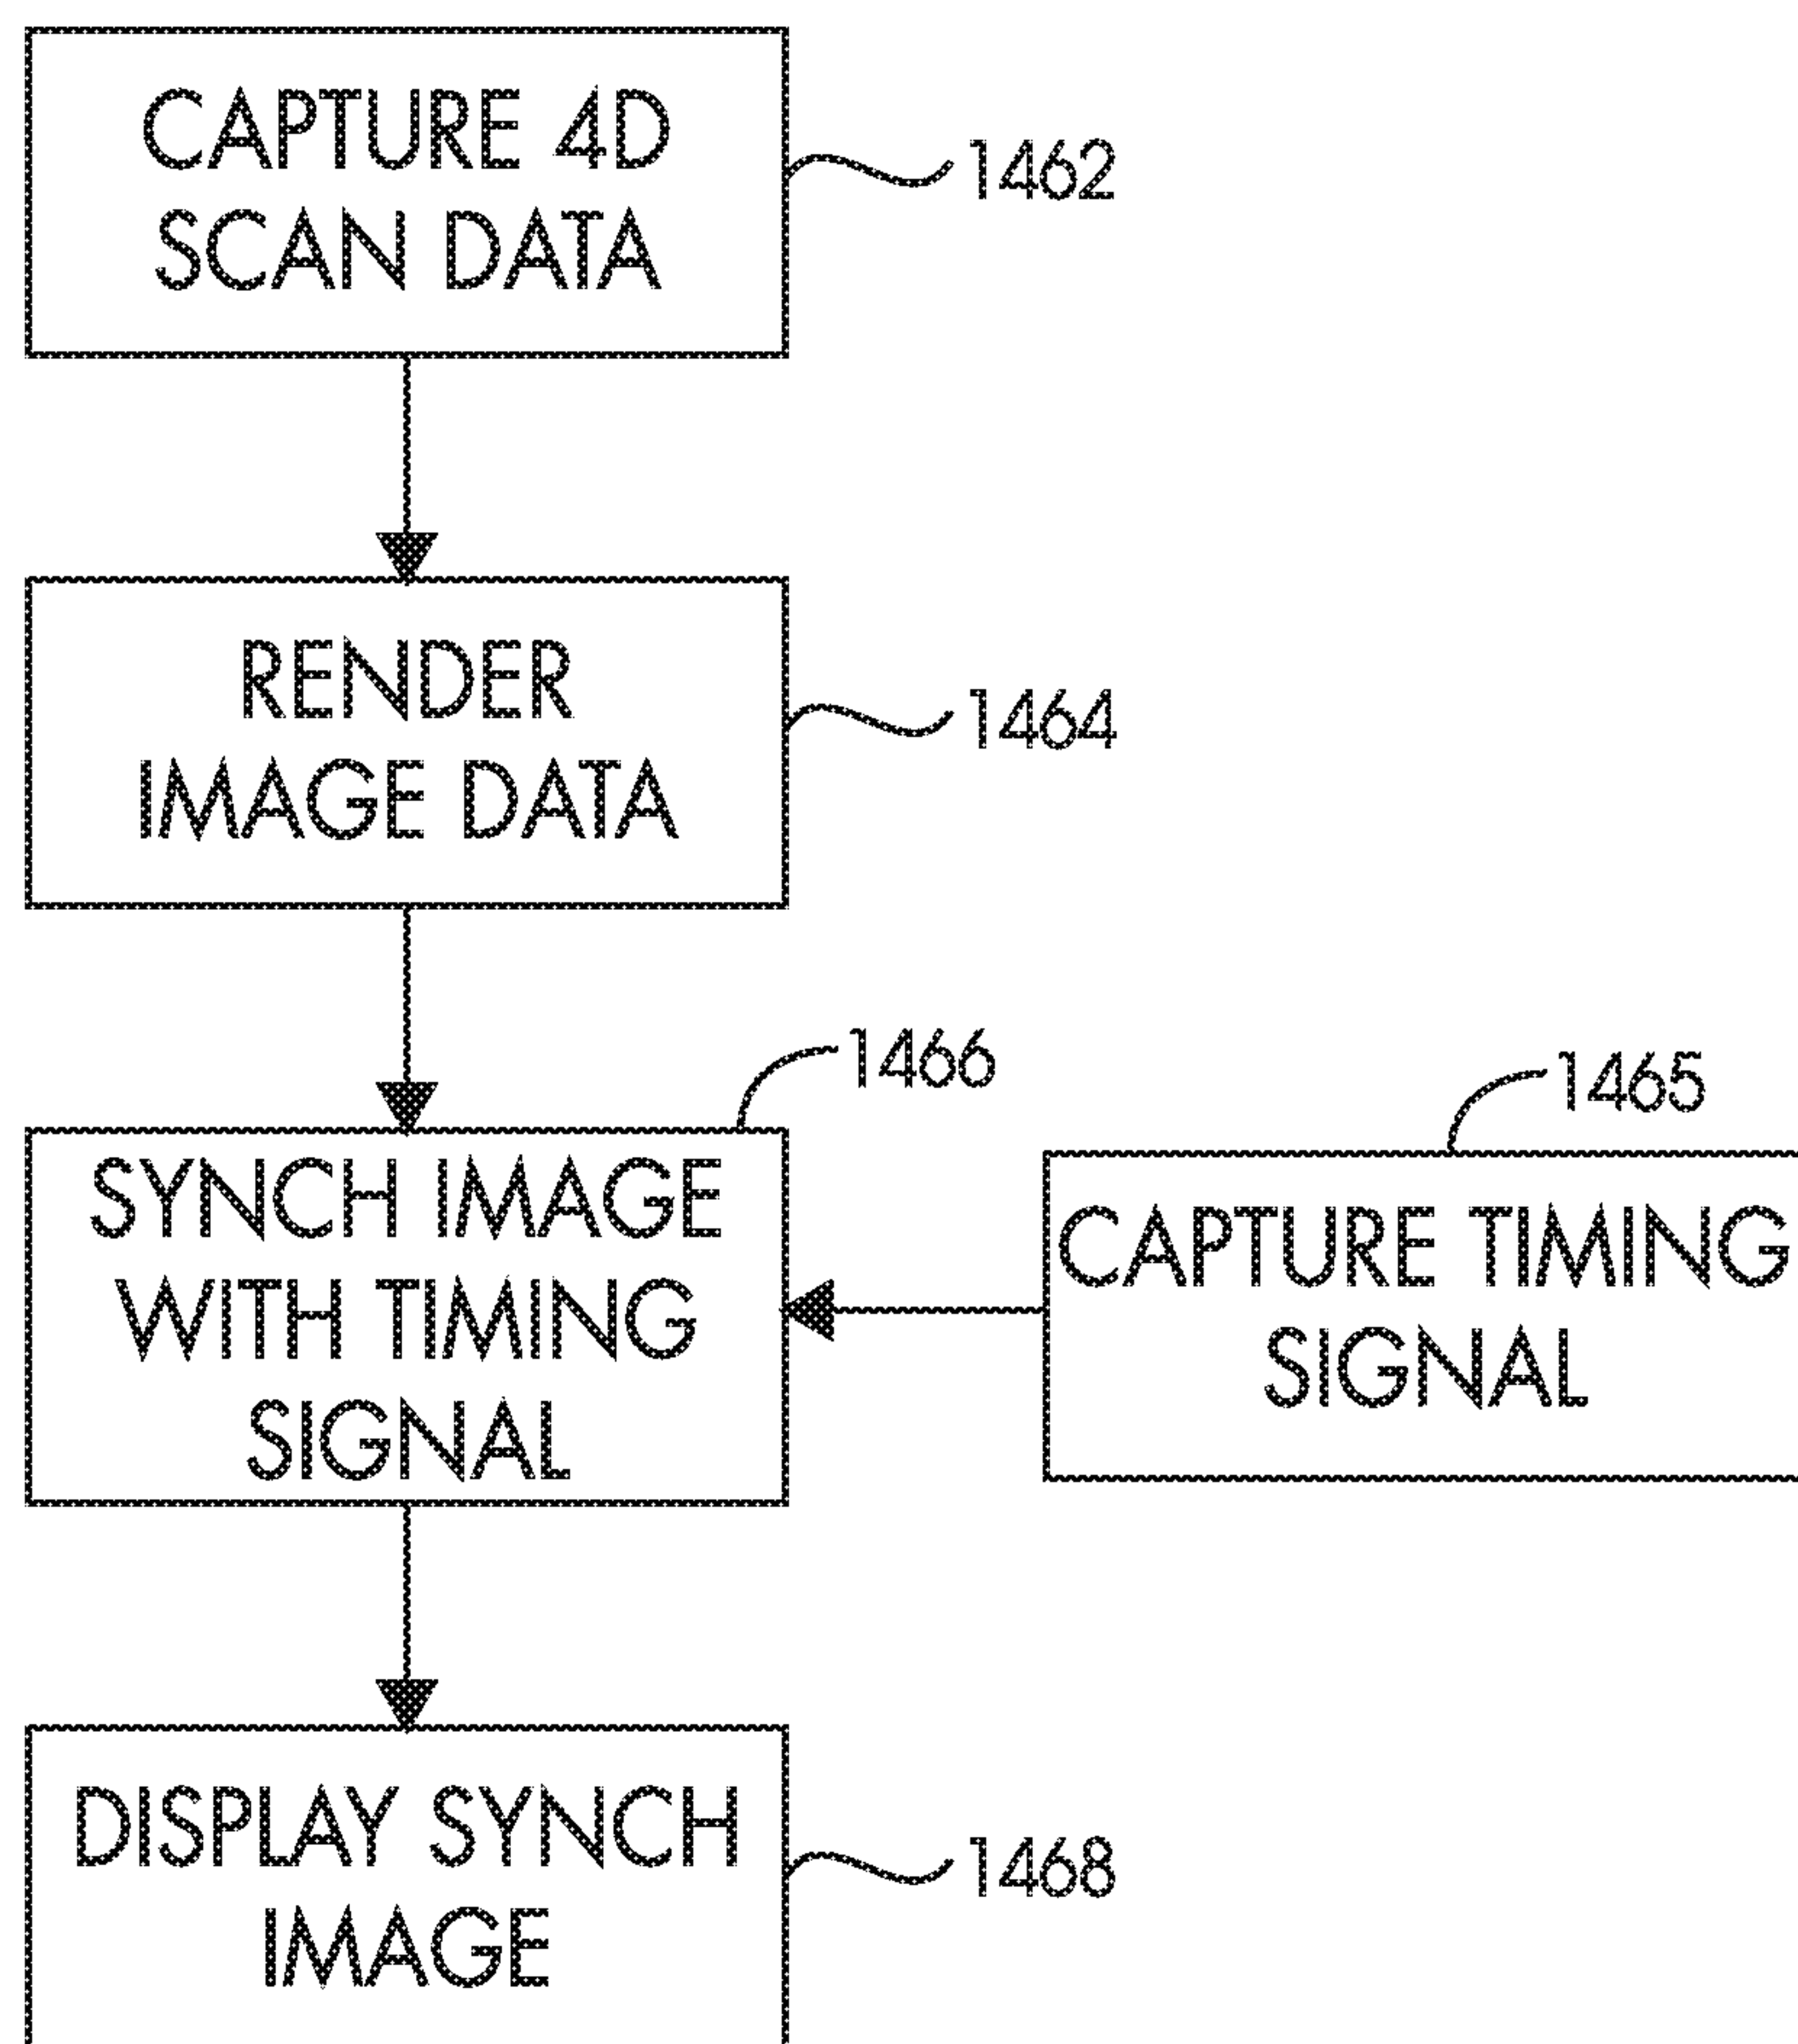 CAPTURE 4D
SCAN DATA
1462
RENDER
IMAGE DATA
1464
1466
SYNCH IMAGE
WITH TIMING
SIGNAL
1465
CAPTURE TIMING
SIGNAL
DISPLAY SYNCH
IMAGE
1468